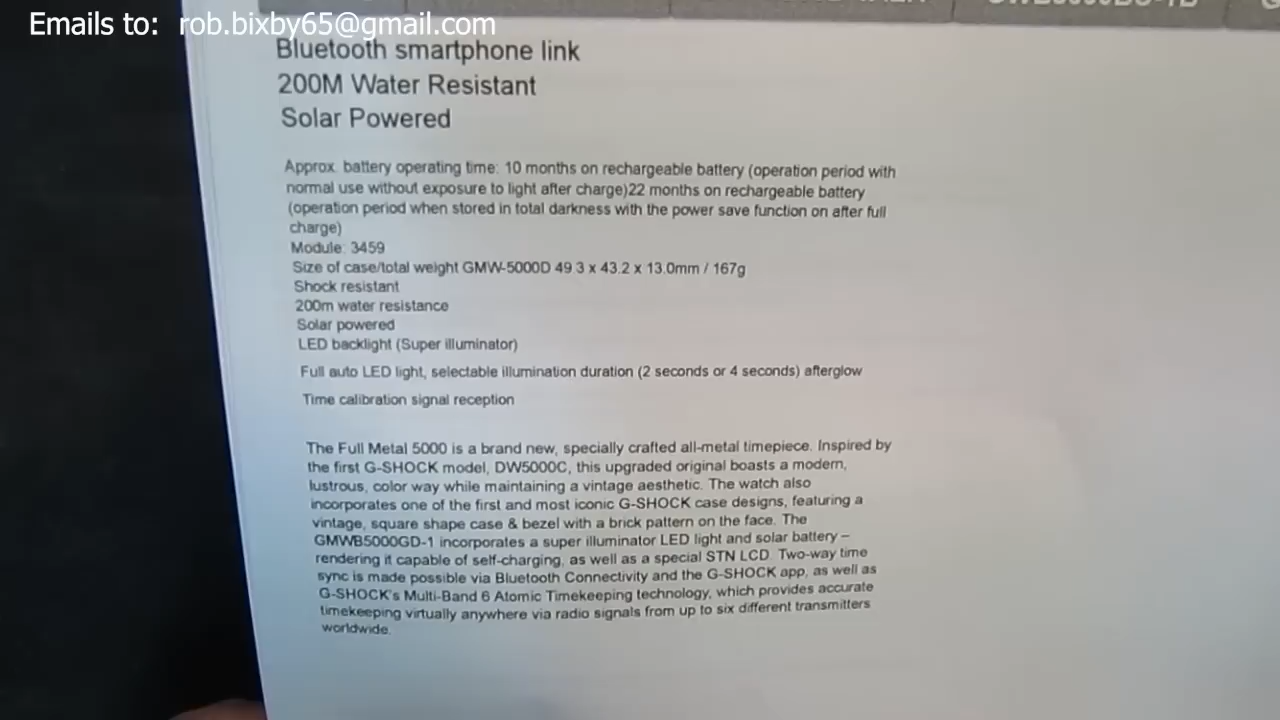 Emails to: rob.bixby65@gmail.com
Bluetooth smartphone link
200M Water Resistant
Solar Powered
Approx. battery operating time: 10 months on rechargeable battery (operation period with
normal use without exposure to light after charge)22 months on rechargeable battery
(operation period when stored in total darkness with the power save function on after full
charge)
Module: 3459
Size of case/total weight GMW-5000D 49.3 x 43.2 x 13.0mm / 167g
Shock resistant
200m water resistance
Solar powered
LED backlight (Super illuminator)
Full auto LED light, selectable illumination duration (2 seconds or 4 seconds) afterglow
Time calibration signal reception
The Full Metal 5000 is a brand new, specially crafted all-metal timepiece. Inspired by
the first G-SHOCK model, DW5000C, this upgraded original boasts a modern,
lustrous, color way while maintaining a vintage aesthetic. The watch also
incorporates one of the first and most iconic G-SHOCK case designs, featuring a
vintage, square shape case & bezel with a brick pattern on the face. The
GMWB5000GD-1 incorporates a super illuminator LED light and solar battery –
rendering it capable of self-charging, as well as a special STN LCD. Two-way time
sync is made possible via Bluetooth Connectivity and the G-SHOCK app, as well as
G-SHOCK's Multi-Band 6 Atomic Timekeeping technology, which provides accurate
timekeeping virtually anywhere via radio signals from up to six different transmitters
worldwide.